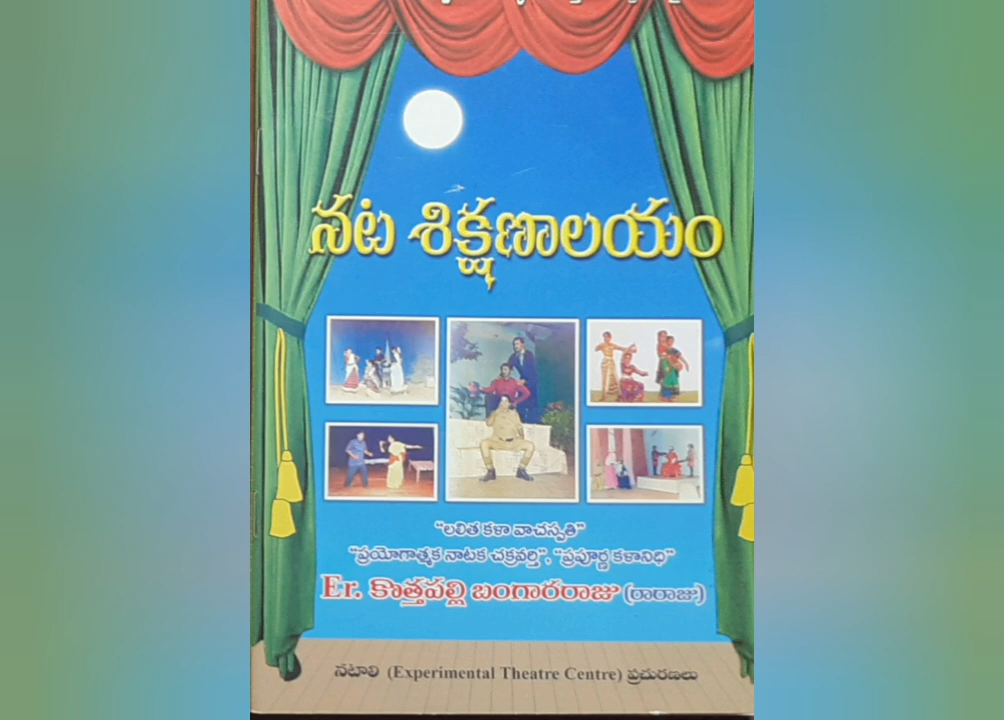 నట శిక్షణాలయం
"లలిత కళా వాచస్పతి"
"ప్రయోగాత్మక నాటక చక్రవర్తి", "ప్రపూర్ణ కళానిధి"
Er. కొత్తపల్లి బంగారరాజు (రారాజు)
నటాలి (Experimental Theatre Centre) ప్రచురణలు